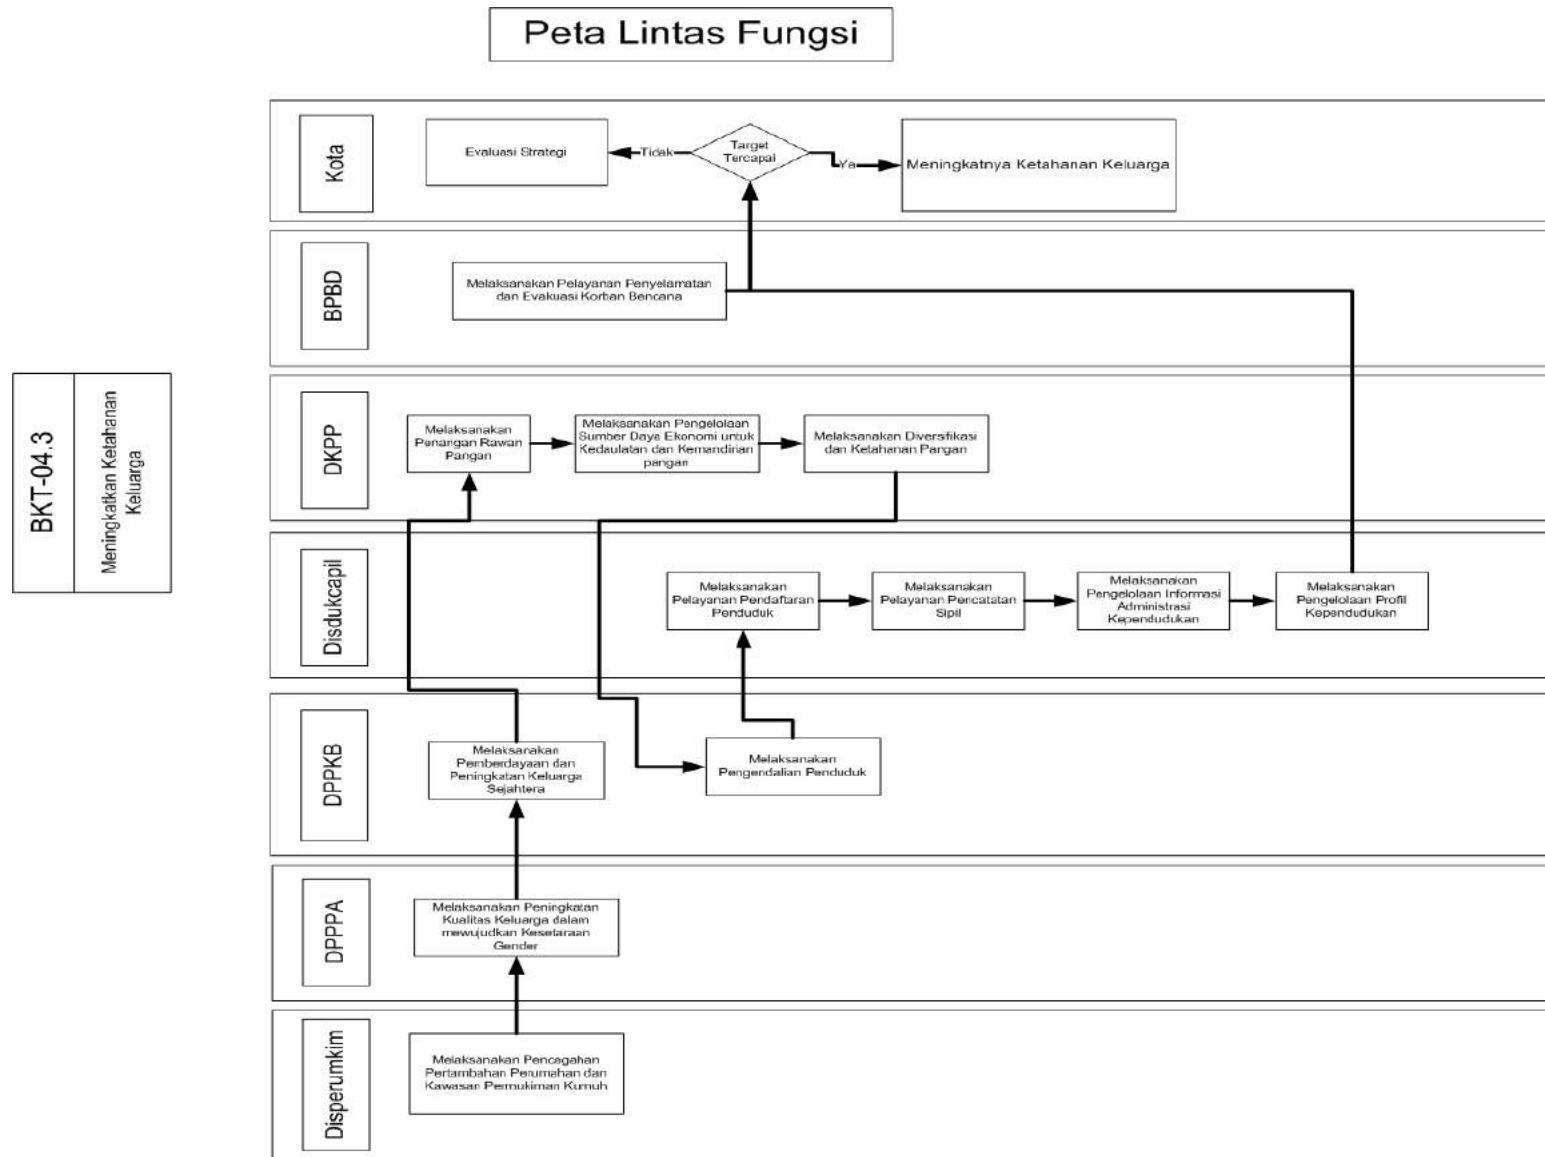 Peta Lintas Fungsi
BKT-04.3
Meningkatkan Ketahanan
Keluarga
Kota
Evaluasi Strategi
Tidak
Target
Tercapai
Ya
Meningkatnya Ketahanan Keluarga
BPBD
Melaksanakan Pelayanan Penyelamatan
dan Evakuasi Korban Bencana
DKPP
Melaksanakan
Penangan Rawan
Pangan
Melaksanakan Pengelolaan
Sumber Daya Ekonomi untuk
Kedaulatan dan Kemandirian
pangan
Melaksanakan Diversifikasi
dan Ketahanan Pangan
Disdukcapil
Melaksanakan
Pelayanan Pendaftaran
Penduduk
Melaksanakan
Pelayanan Pencatatan
Sipil
Melaksanakan
Pengelolaan Informasi
Administrasi
Kependudukan
Melaksanakan
Pengelolaan Profil
Kependudukan
DPPKB
Melaksanakan
Pemberdayaan dan
Peningkatan Keluarga
Sejahtera
Melaksanakan
Pengendalian Penduduk
DPPPA
Melaksanakan Peningkatan
Kualitas Keluarga dalam
mewujudkan Kesetaraan
Gender
Disperumkim
Melaksanakan Pencegahan
Pertambahan Perumahan dan
Kawasan Permukiman Kumuh